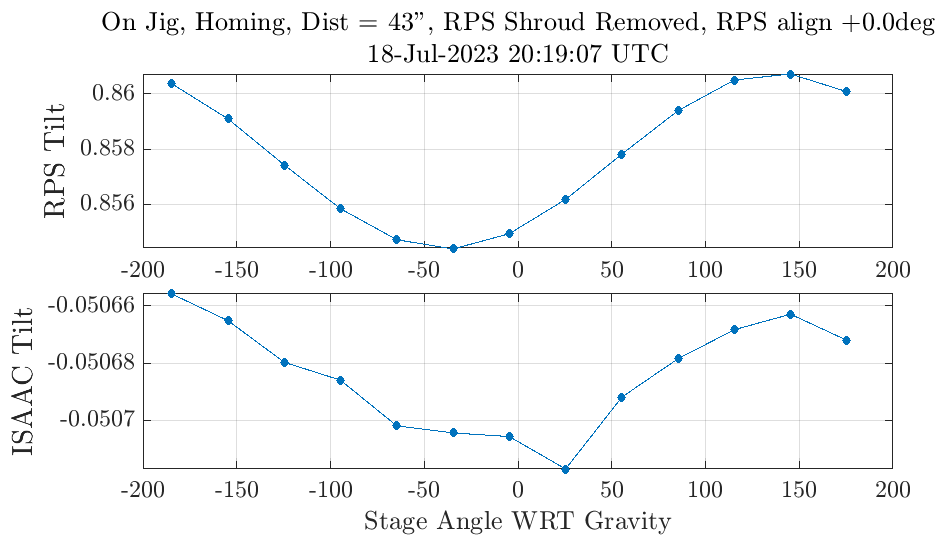 On Jig, Homing, Dist = 43”, RPS Shroud Removed, RPS align +0.0deg
18-Jul-2023 20:19:07 UTC
RPS Tilt
0.86
0.858
0.856
-200 -150 -100 -50 0 50 100 150 200
ISAAC Tilt
-0.05066
-0.05068
-0.0507
-200 -150 -100 -50 0 50 100 150 200
Stage Angle WRT Gravity